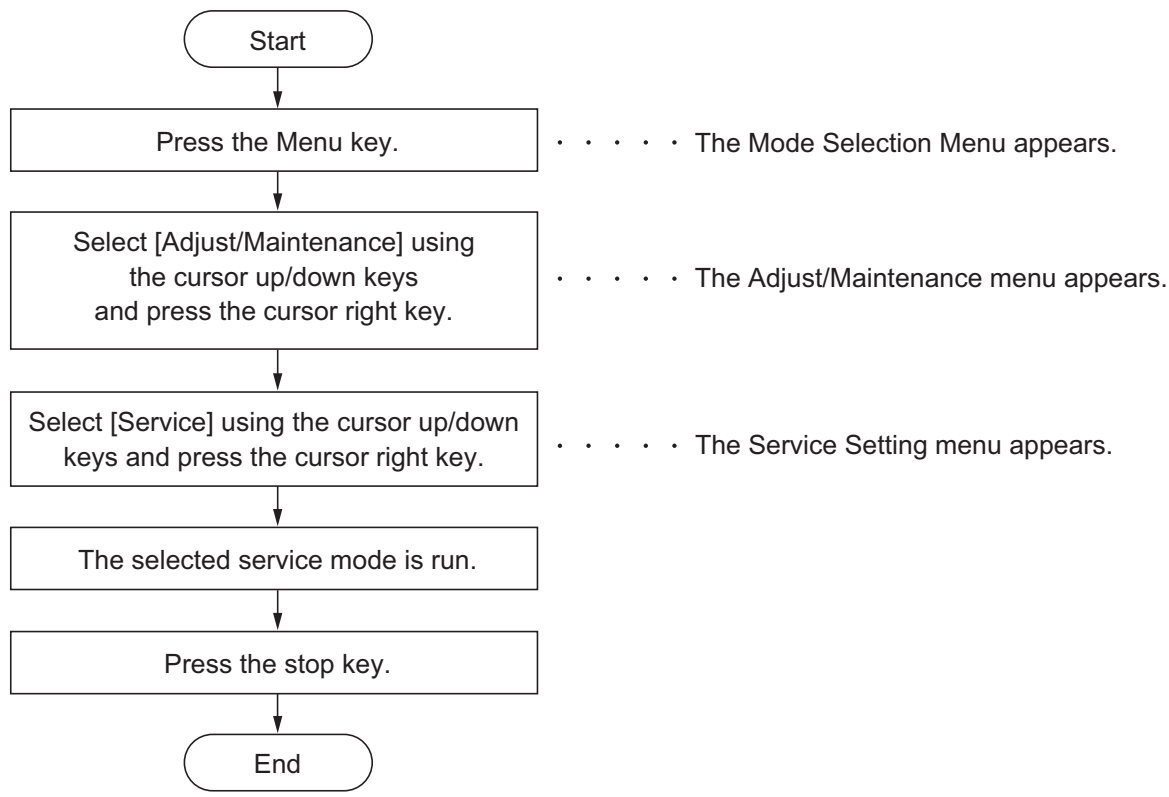 Start
Press the Menu key.
· · · · · The Mode Selection Menu appears.
Select [Adjust/Maintenance] using
the cursor up/down keys
and press the cursor right key.
· · · · · The Adjust/Maintenance menu appears.
Select [Service] using the cursor up/down
keys and press the cursor right key.
· · · · · The Service Setting menu appears.
The selected service mode is run.
Press the stop key.
End